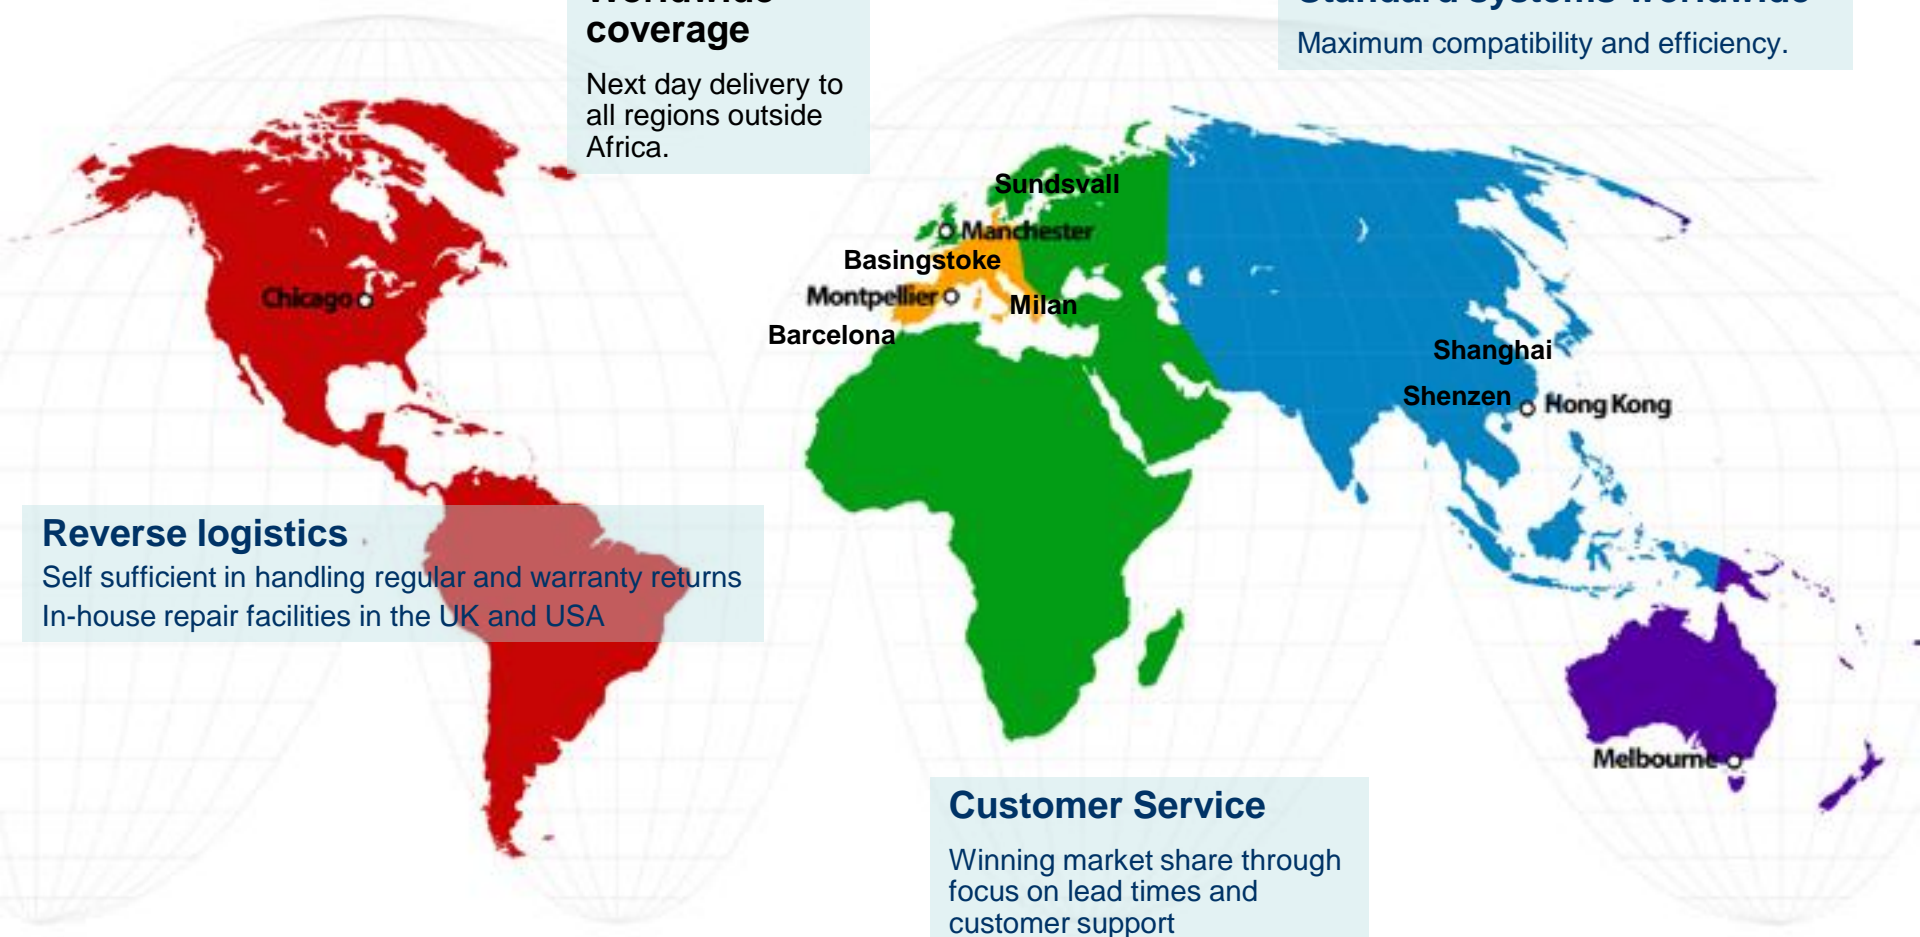 coverage
Next day delivery to
all regions outside
Africa.
Standard systems worldwide
Maximum compatibility and efficiency.
Sundsvall
Manchester
Basingstoke
Chicago
Montpellier
Milan
Barcelona
Shanghai
Shenzen
Hong Kong
Reverse logistics
Self sufficient in handling regular and warranty returns
In-house repair facilities in the UK and USA
Melbourne
Customer Service
Winning market share through
focus on lead times and
customer support